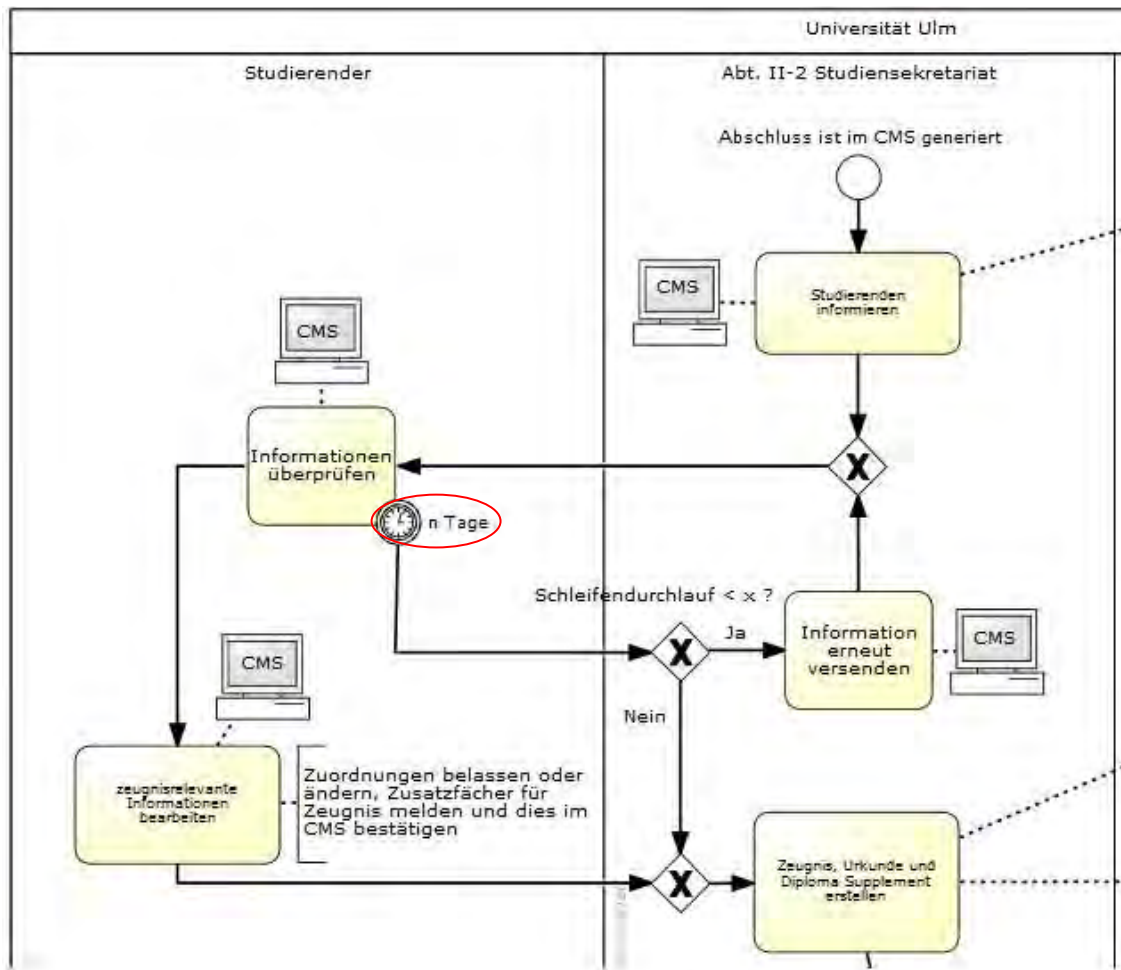 Universität Ulm
Studierender
Abt. II-2 Studiensekretariat
Abschluss ist im CMS generiert
CMS
Studierenden
informieren
CMS
Informationen
überprüfen
n Tage
Schleifendurchlauf < x ?
Ja
Information
erneut
versenden
CMS
CMS
Nein
zeugnisrelevante
Informationen
bearbeiten
Zuordnungen belassen oder
ändern, Zusatzfächer für
Zeugnis melden und dies im
CMS bestätigen
Zeugnis, Urkunde und
Diploma Supplement
erstellen